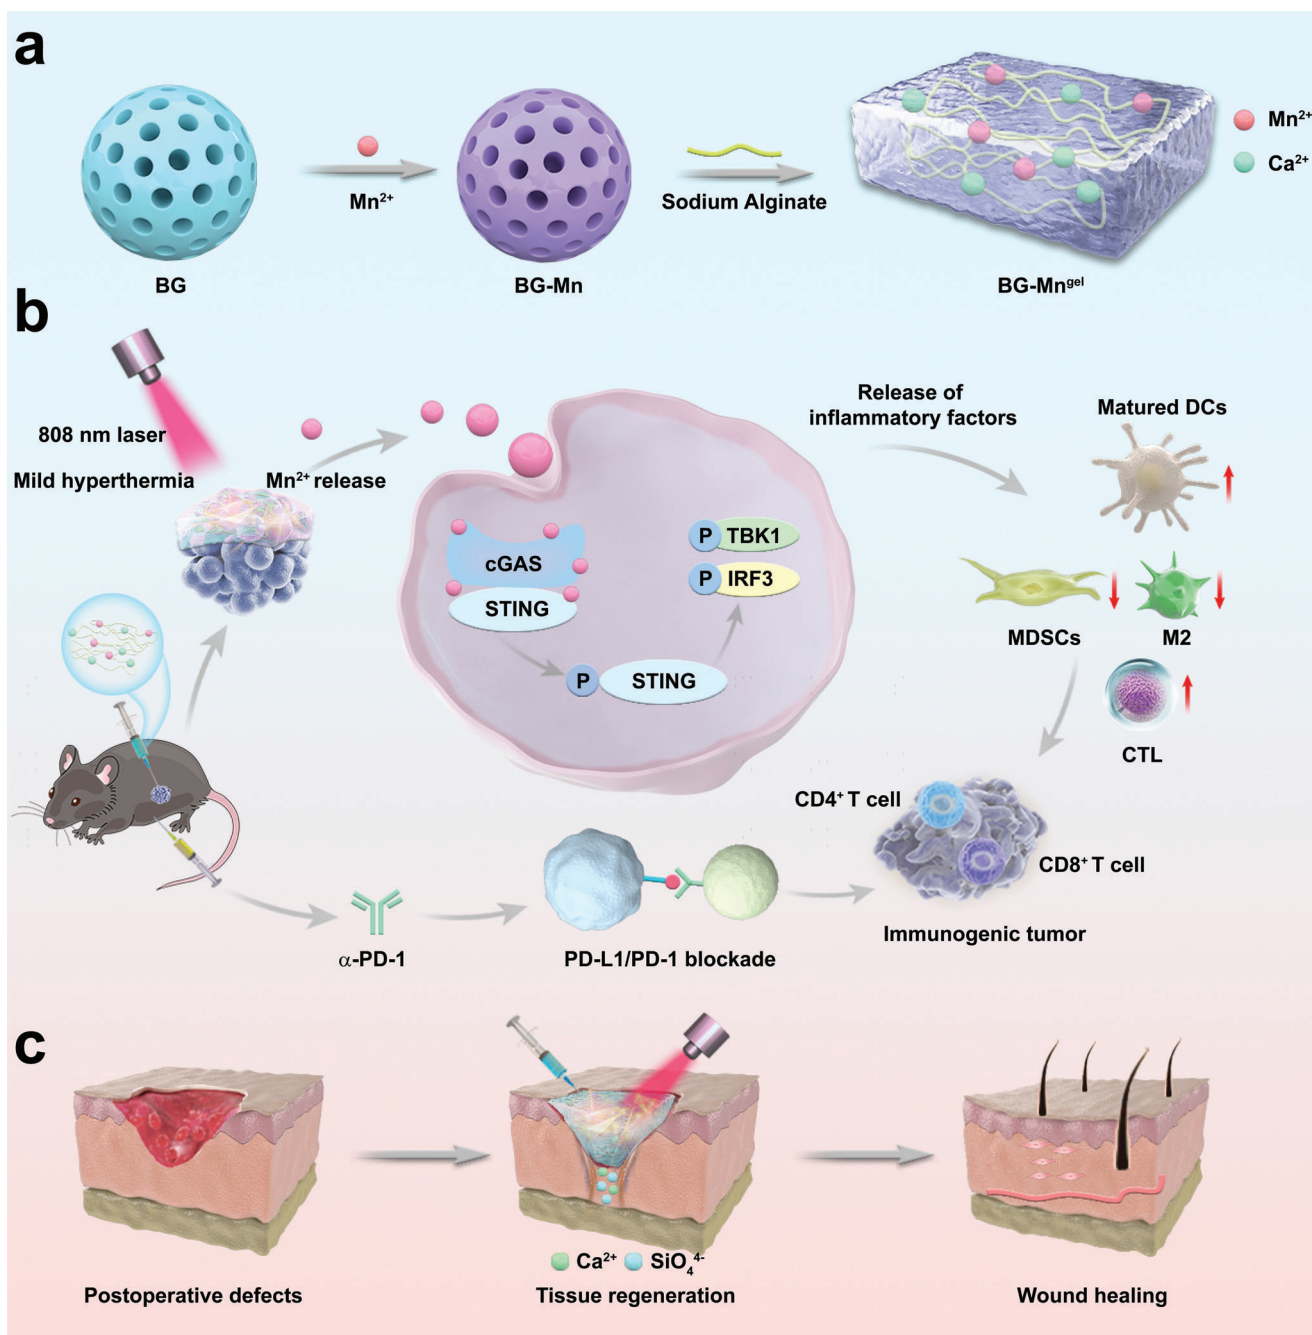 a
Mn²⁺
Ca²⁺
Mn²⁺
Sodium Alginate
BG
BG-Mn
BG-Mnᵍᵉˡ
b
808 nm laser
Mild hyperthermia
Mn²⁺ release
cGAS
STING
P STING
P TBK1
P IRF3
Release of
inflammatory factors
Matured DCs
MDSCs
M2
CTL
CD4⁺ T cell
CD8⁺ T cell
Immunogenic tumor
α-PD-1
PD-L1/PD-1 blockade
c
Ca²⁺ SiO₄⁴⁻
Postoperative defects
Tissue regeneration
Wound healing